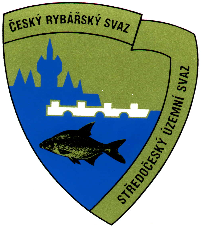 ČESKÝ RYBÁŘSKÝ SVAZ
STŘEDOČESKÝ ÚZEMNÍ SVAZ